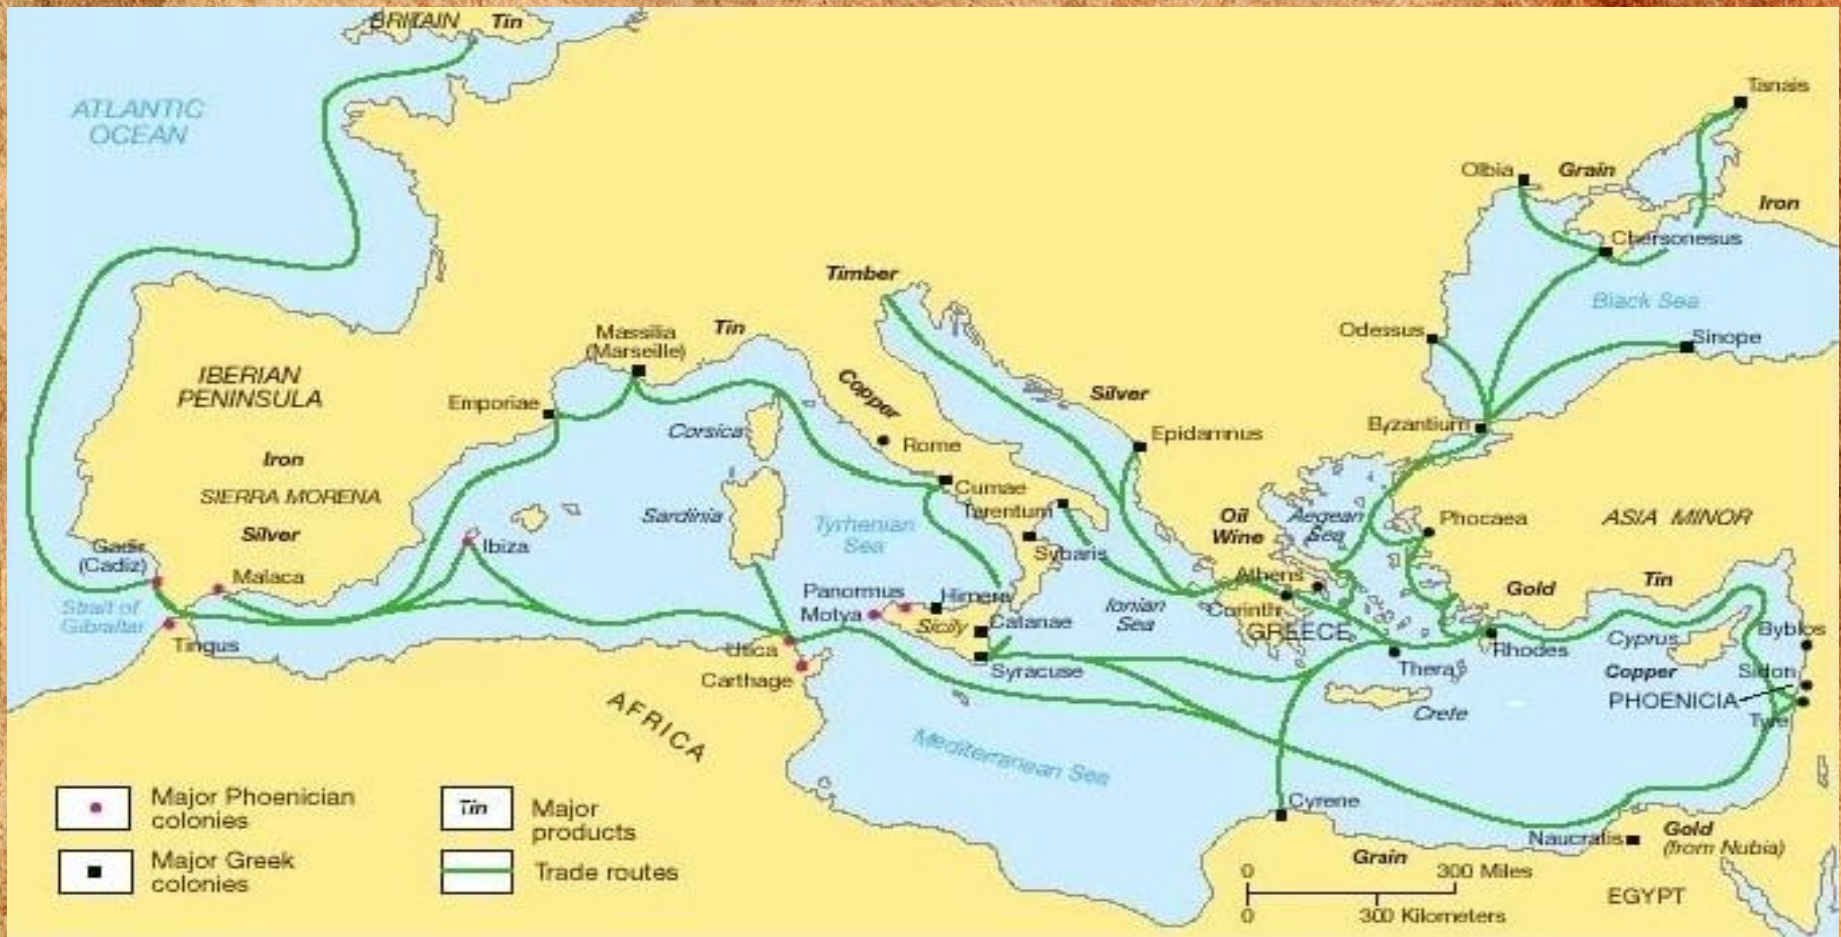 BRITAIN
Tin
ATLANTIC
OCEAN
Tanais
Olbia
Grain
Iron
Chersonesus
Timber
Black Sea
Massilia
(Marseille)
Tin
Odessus
Sinope
IBERIAN
PENINSULA
Copper
Silver
Emporiae
Corsica
Rome
Epidamnus
Byzantium
Iron
SIERRA MORENA
Cumae
Tarentum
Silver
Sardinia
Tyrhenian
Sea
Oil
Wine
Aegean
Sea
Phocaea
ASIA MINOR
Gadir
(Cadiz)
Ibiza
Sybaris
Malaca
Athens
Gold
Tin
Strait of
Gibraltar
Panormus
Himera
Motya
Ionian
Sea
Corinth
Tingus
Sicily
Catanae
GREECE
Cyprus
Byblos
Utica
Rhodes
Carthage
Syracuse
Thera
Copper
Sidon
PHOENICIA
Tyre
Crete
AFRICA
Mediterranean Sea
Cyrene
Naucratis
Gold
(from Nubia)
Grain
EGYPT
Major Phoenician
colonies
Tin
Major
products
Major Greek
colonies
Trade routes
0
300 Miles
0
300 Kilometers